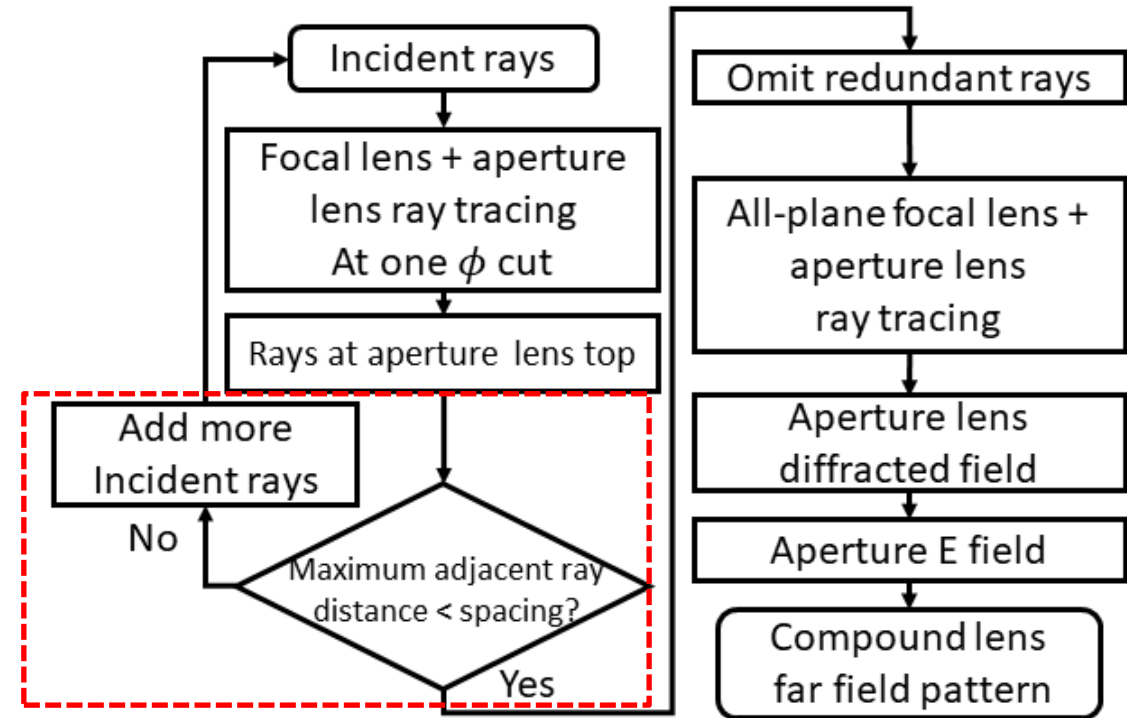 Incident rays
Focal lens + aperture
lens ray tracing
At one ϕ cut
Rays at aperture lens top
Add more
Incident rays
No
Maximum adjacent ray
distance < spacing?
Yes
Omit redundant rays
All-plane focal lens +
aperture lens
ray tracing
Aperture lens
diffracted field
Aperture E field
Compound lens
far field pattern